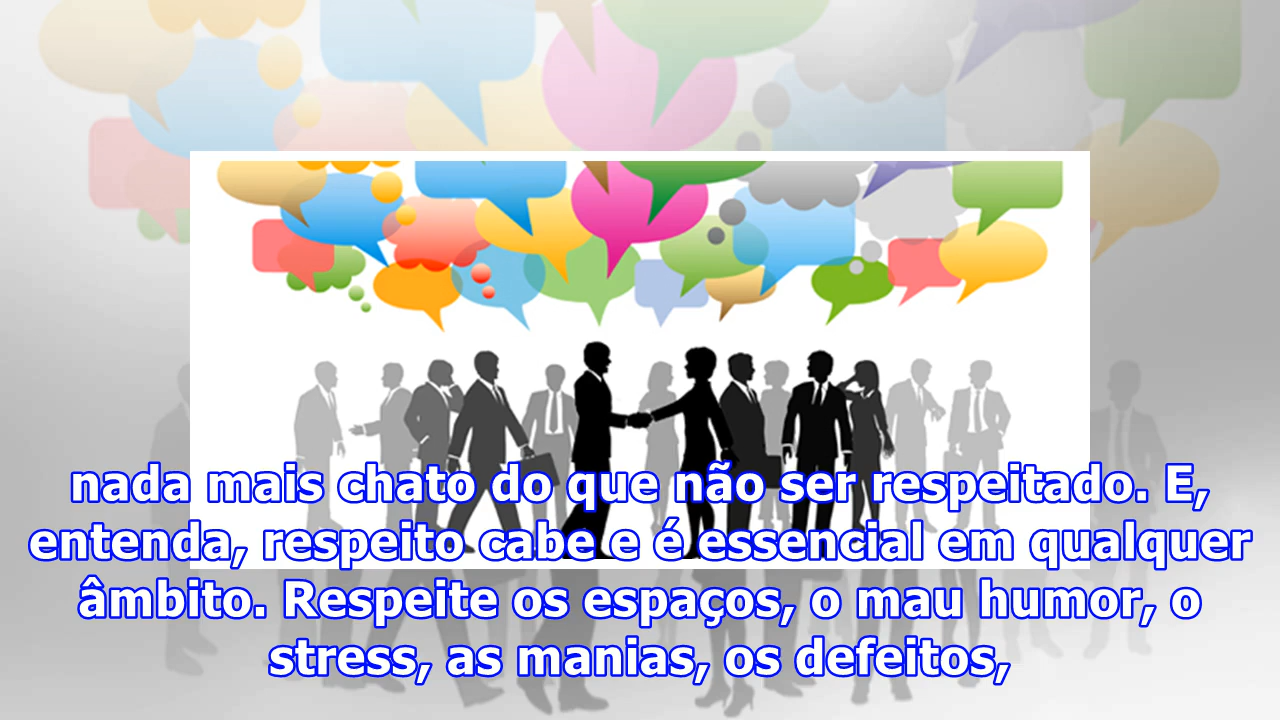 nada mais chato do que não ser respeitado. E,
entenda, respeito cabe e é essencial em qualquer
âmbito. Respeite os espaços, o mau humor, o
stress, as manias, os defeitos,